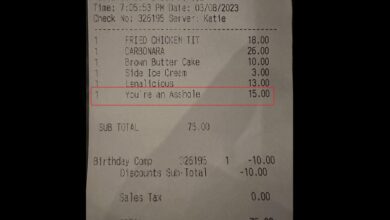 Time: 7:05:53 PM Date: 03/08/2023
Check No: 326195 Server: Katie
1 FRIED CHICKEN TIT 18.00
1 CARBONARA 26.00
1 Brown Butter Cake 10.00
1 Side Ice Cream 3.00
1 Lenalicious 13.00
1 You're an Asshole 15.00
SUB TOTAL 75.00
Birthday Comp 326195 1 -10.00
Discounts Sub-Total -10.00
Sales Tax 0.00